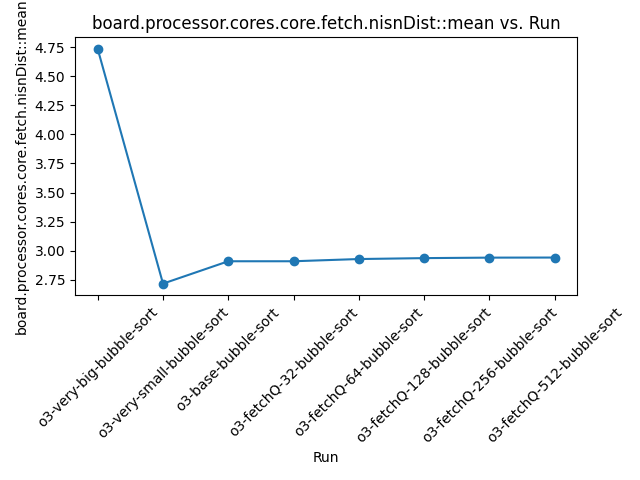 board.processor.cores.core.fetch.nisnDist::mean vs. Run
board.processor.cores.core.fetch.nisnDist::mean
4.75
4.50
4.25
4.00
3.75
3.50
3.25
3.00
2.75
o3-very-big-bubble-sort
o3-very-small-bubble-sort
o3-base-bubble-sort
o3-fetchQ-32-bubble-sort
o3-fetchQ-64-bubble-sort
o3-fetchQ-128-bubble-sort
o3-fetchQ-256-bubble-sort
o3-fetchQ-512-bubble-sort
Run